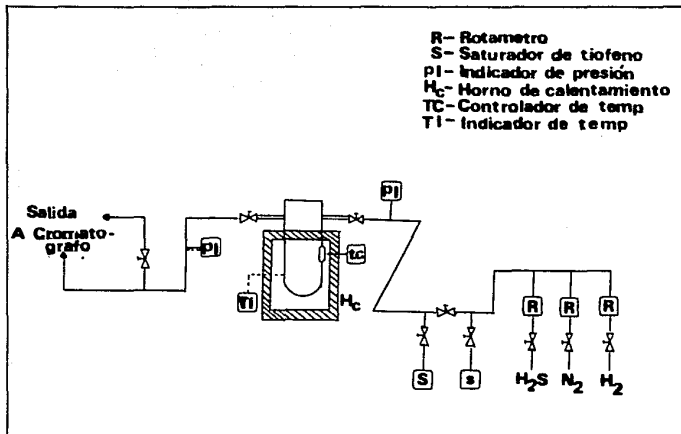 R- Rotametro
S- Saturador de tiofeno
pI- Indicador de presión
Hc- Horno de calentamiento
TC- Controlador de temp
TI- Indicador de temp
Salida
A Cromato-
grafo
pI
pI
tc
TI
Hc
R
R
R
S
s
H2S
N2
H2